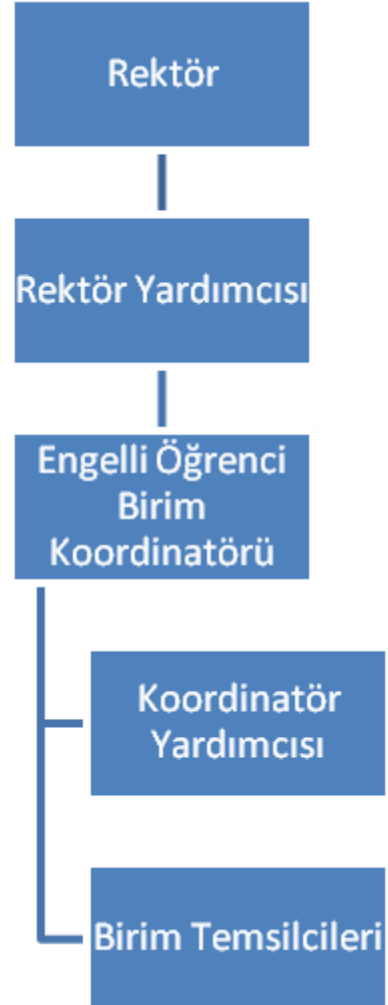 Rektör
Rektör Yardımcısı
Engelli Öğrenci
Birim
Koordinatörü
Koordinatör
Yardımcısı
Birim Temsilcileri